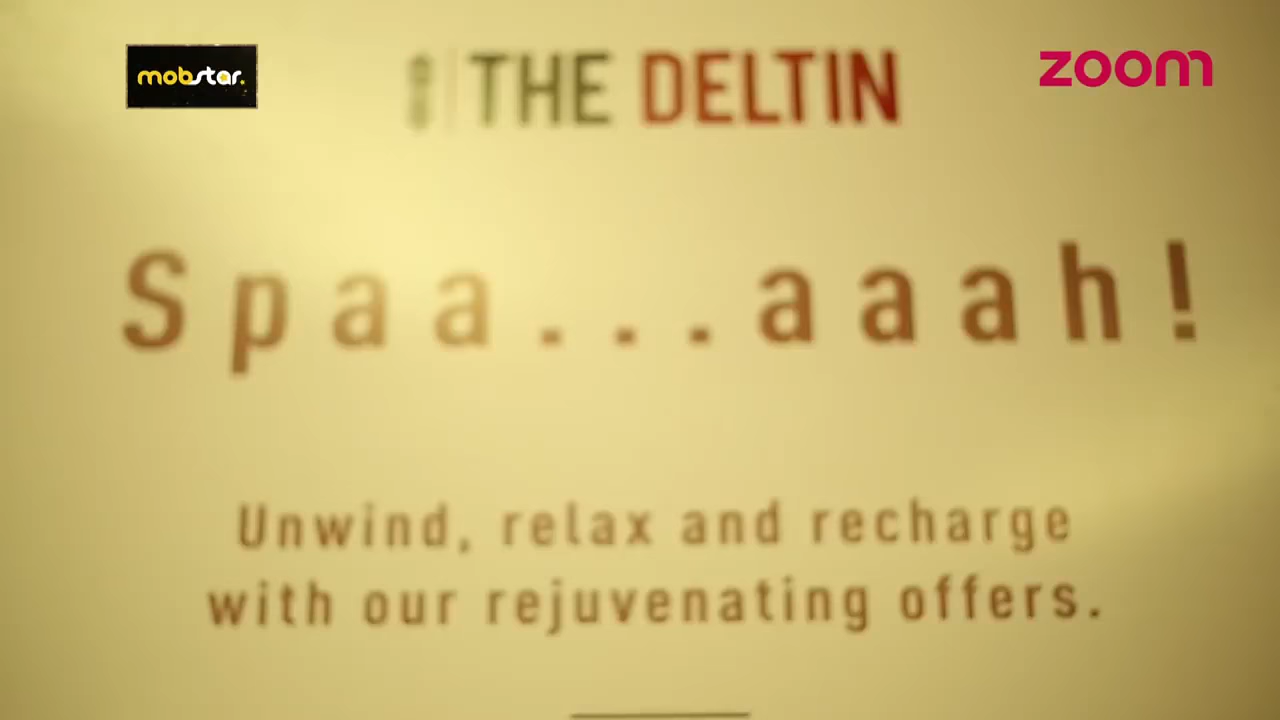 mobstar.
zoom
THE DELTIN
Spaa...aaah!
Unwind, relax and recharge
with our rejuvenating offers.